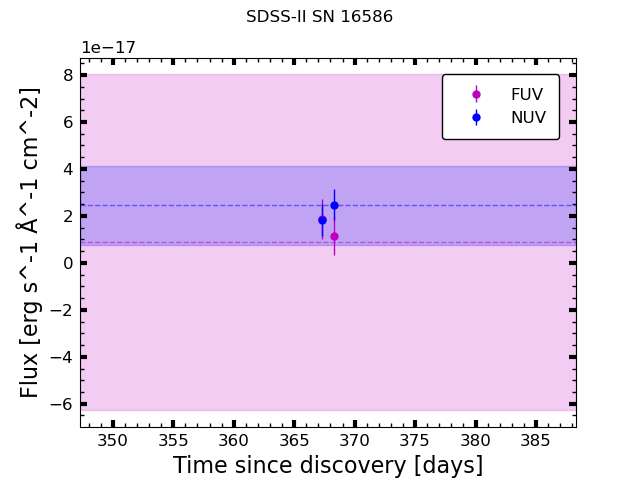 SDSS-II SN 16586
1e−17
FUV
NUV
8
6
4
2
0
−2
−4
−6
Flux [erg s^-1 Å^-1 cm^-2]
350 355 360 365 370 375 380 385
Time since discovery [days]